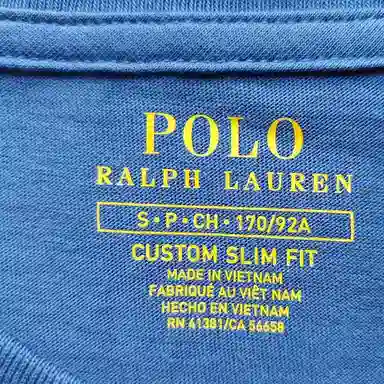 POLO
RALPH LAUREN
S • P • CH • 170/92A
CUSTOM SLIM FIT
MADE IN VIETNAM
FABRIQUÉ AU VIÊT NAM
HECHO EN VIETNAM
RN 41381/CA 56658